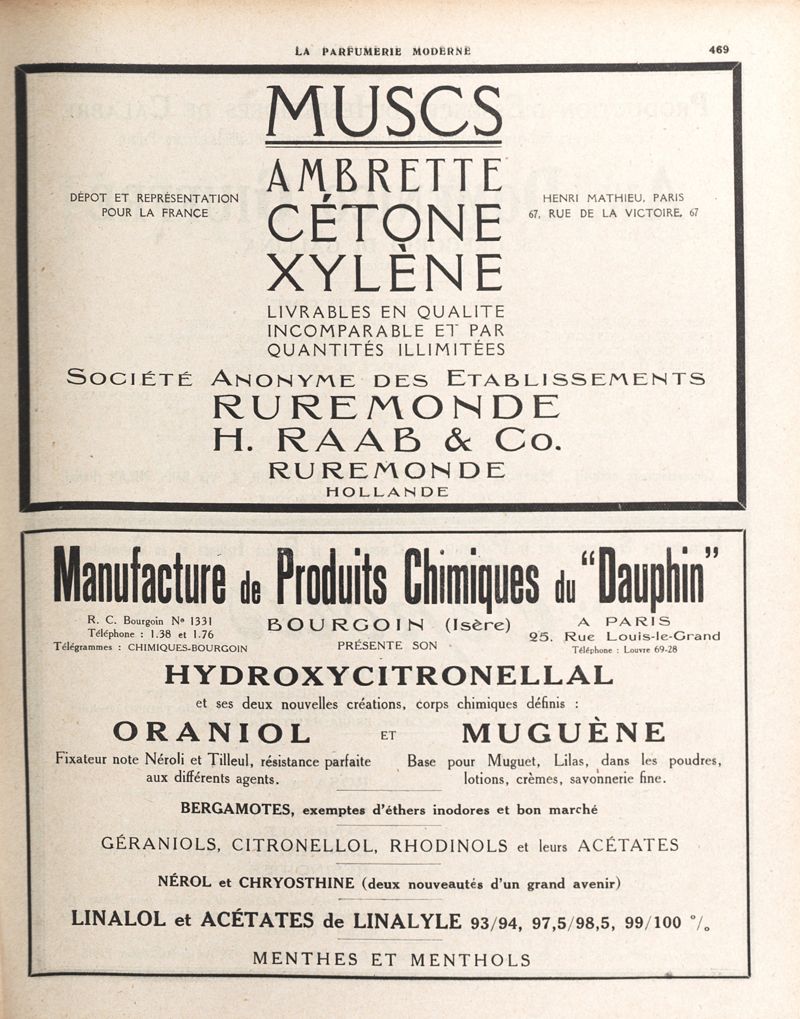 LA PARFUMERIE MODERNE 469
MUSCS
AMBRETTE
CÉTONE
XYLÈNE
DÉPOT ET REPRÉSENTATION
POUR LA FRANCE
HENRI MATHIEU, PARIS
67, RUE DE LA VICTOIRE, 67
LIVRABLES EN QUALITE
INCOMPARABLE ET PAR
QUANTITÉS ILLIMITÉES
SOCIÉTÉ ANONYME DES ETABLISSEMENTS
RUREMONDE
H. RAAB & Co.
RUREMONDE
HOLLANDE
Manufacture de Produits Chimiques du "Dauphin"
R. C. Bourgoin No 1331
Téléphone : 1.38 et 1.76
Télégrammes : CHIMIQUES-BOURGOIN
BOURGOIN (Isère)
PRÉSENTE SON
A PARIS
25, Rue Louis-le-Grand
Téléphone : Louvre 69-28
HYDROXYCITRONELLAL
et ses deux nouvelles créations, corps chimiques définis :
ORANIOL ET MUGUÈNE
Fixateur note Néroli et Tilleul, résistance parfaite
aux différents agents.
Base pour Muguet, Lilas, dans les poudres,
lotions, crèmes, savonnerie fine.
BERGAMOTES, exemptes d'éthers inodores et bon marché
GÉRANIOLS, CITRONELLOL, RHODINOLS et leurs ACÉTATES
NÉROL et CHRYOSTHINE (deux nouveautés d'un grand avenir)
LINALOL et ACÉTATES de LINALYLE 93/94, 97,5/98,5, 99/100 %
MENTHES ET MENTHOLS